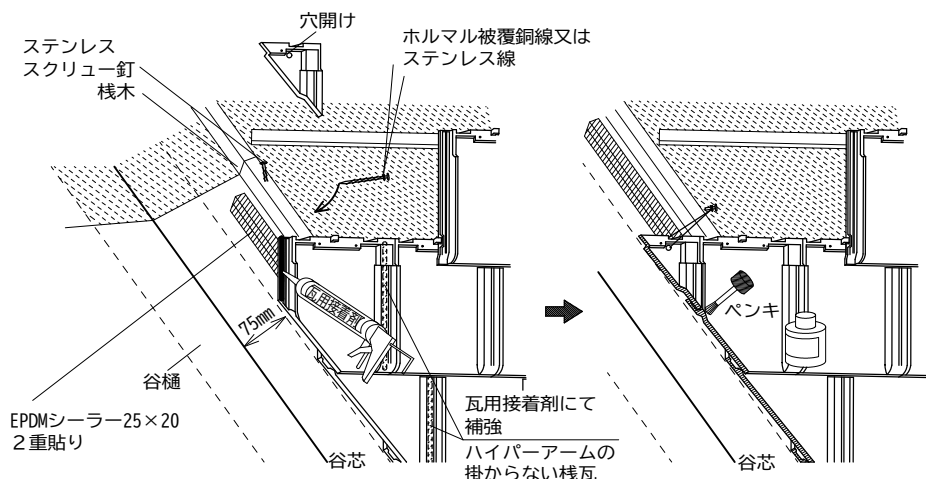 穴開け
ステンレス
スクリュー釘
桟木
ホルマル被覆銅線又は
ステンレス線
瓦用接着剤
75mm
谷樋
EPDMシーラー25×20
２重貼り
谷芯
瓦用接着剤にて
補強
ハイパーアームの
掛からない桟瓦
ペンキ
谷芯